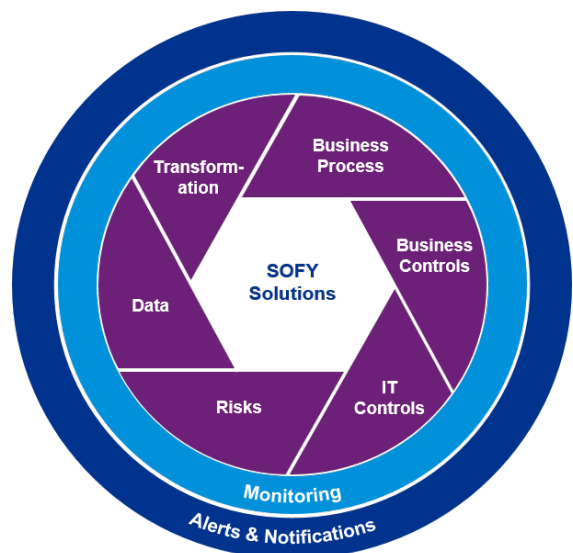 Business
Process
Transform-
ation
Business
Controls
SOFY
Solutions
Data
IT
Controls
Risks
Monitoring
Alerts & Notifications